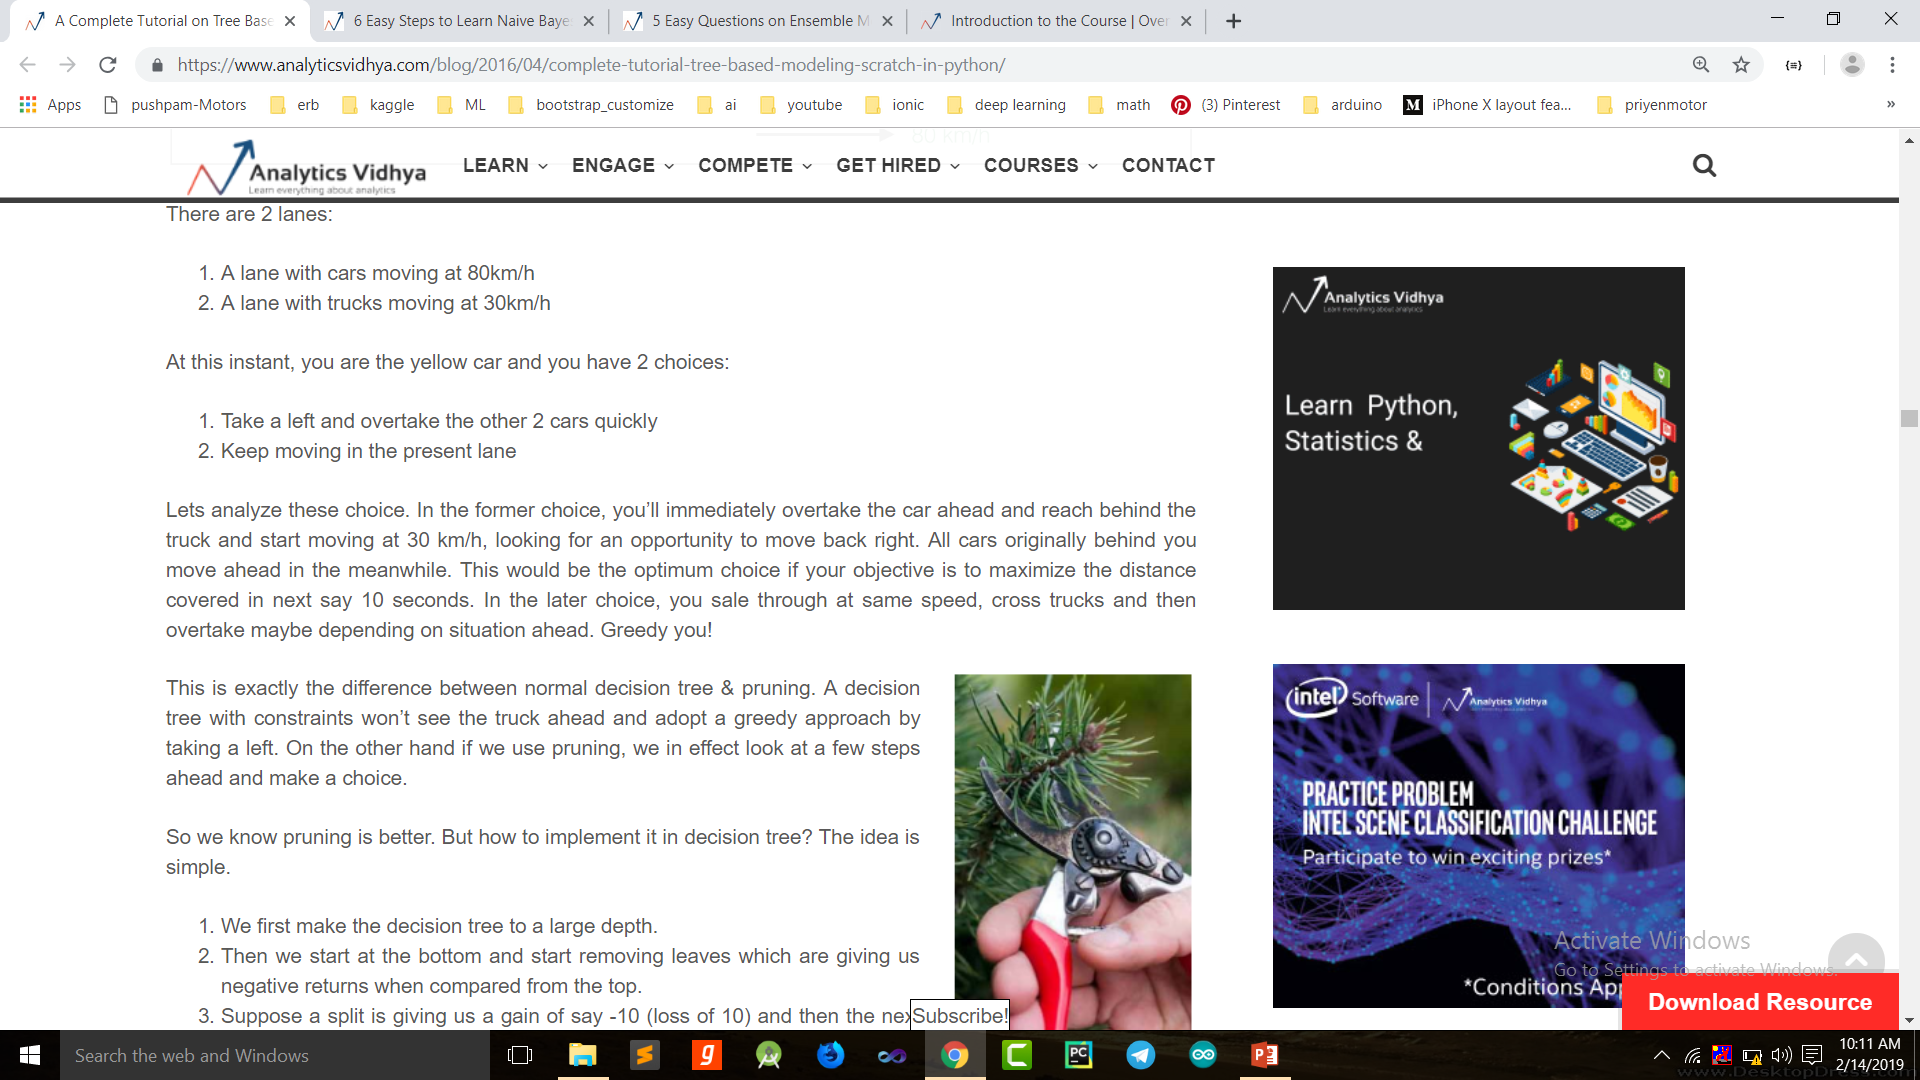 A Complete Tutorial on Tree Base
6 Easy Steps to Learn Naive Baye
5 Easy Questions on Ensemble M
Introduction to the Course | Over
https://www.analyticsvidhya.com/blog/2016/04/complete-tutorial-tree-based-modeling-scratch-in-python/
Apps
pushpam-Motors
erb
kaggle
ML
bootstrap_customize
ai
youtube
ionic
deep learning
math
(3) Pinterest
arduino
M iPhone X layout fea...
priyenmotor
»
80 km/h
Analytics Vidhya
Learn everything about analytics
LEARN
ENGAGE
COMPETE
GET HIRED
COURSES
CONTACT
There are 2 lanes:
1. A lane with cars moving at 80km/h
2. A lane with trucks moving at 30km/h
At this instant, you are the yellow car and you have 2 choices:
1. Take a left and overtake the other 2 cars quickly
2. Keep moving in the present lane
Lets analyze these choice. In the former choice, you’ll immediately overtake the car ahead and reach behind the
truck and start moving at 30 km/h, looking for an opportunity to move back right. All cars originally behind you
move ahead in the meanwhile. This would be the optimum choice if your objective is to maximize the distance
covered in next say 10 seconds. In the later choice, you sale through at same speed, cross trucks and then
overtake maybe depending on situation ahead. Greedy you!
This is exactly the difference between normal decision tree & pruning. A decision
tree with constraints won’t see the truck ahead and adopt a greedy approach by
taking a left. On the other hand if we use pruning, we in effect look at a few steps
ahead and make a choice.
So we know pruning is better. But how to implement it in decision tree? The idea is
simple.
1. We first make the decision tree to a large depth.
2. Then we start at the bottom and start removing leaves which are giving us
negative returns when compared from the top.
3. Suppose a split is giving us a gain of say -10 (loss of 10) and then the nex
Subscribe!
Analytics Vidhya
Learn everything about analytics
Learn Python,
Statistics &
intel Software | Analytics Vidhya
PRACTICE PROBLEM
INTEL SCENE CLASSIFICATION CHALLENGE
Participate to win exciting prizes*
*Conditions App
Activate Windows
Go to Settings to activate Windows.
Download Resource
Search the web and Windows
10:11 AM
2/14/2019